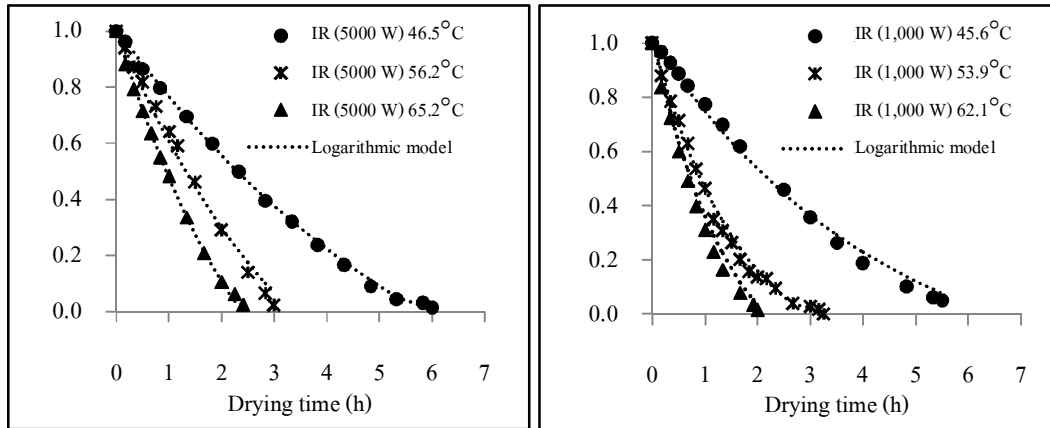 1.0
0.8
0.6
0.4
0.2
0.0
IR (5000 W) 46.5°C
IR (5000 W) 56.2°C
IR (5000 W) 65.2°C
Logarithmic model
0 1 2 3 4 5 6 7
Drying time (h)
1.0
0.8
0.6
0.4
0.2
0.0
IR (1,000 W) 45.6°C
IR (1,000 W) 53.9°C
IR (1,000 W) 62.1°C
Logarithmic model
0 1 2 3 4 5 6 7
Drying time (h)